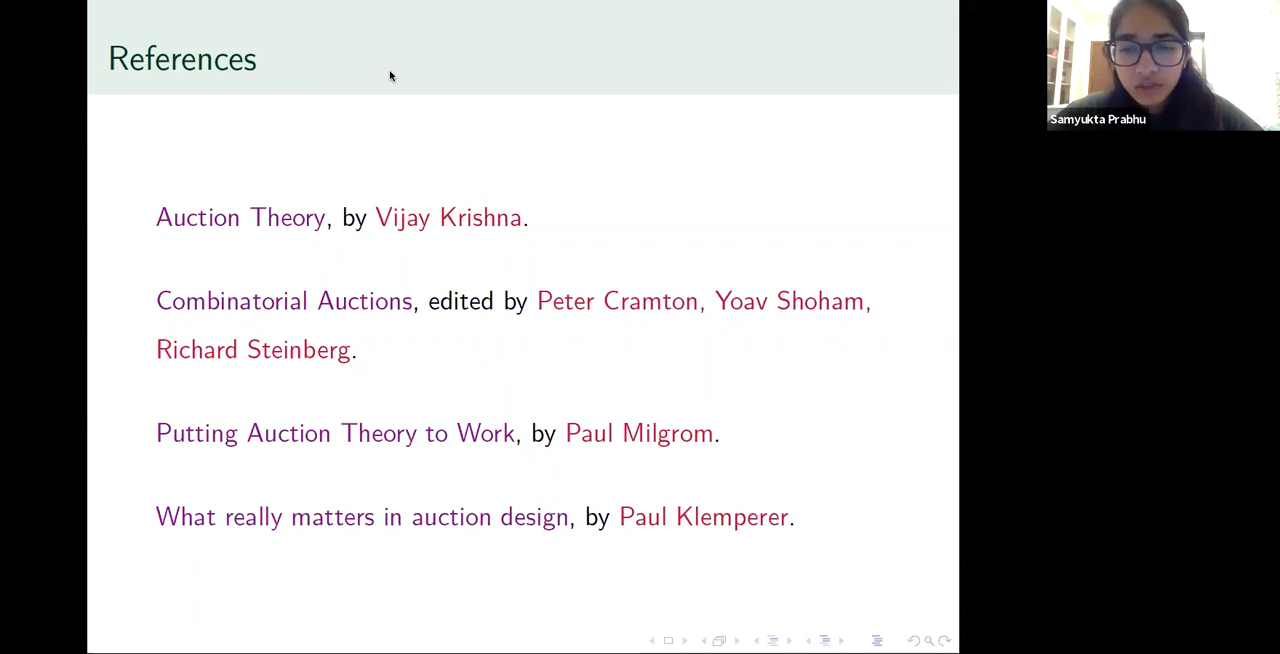 References
Samyukta Prabhu
Auction Theory, by Vijay Krishna.
Combinatorial Auctions, edited by Peter Cramton, Yoav Shoham,
Richard Steinberg.
Putting Auction Theory to Work, by Paul Milgrom.
What really matters in auction design, by Paul Klemperer.